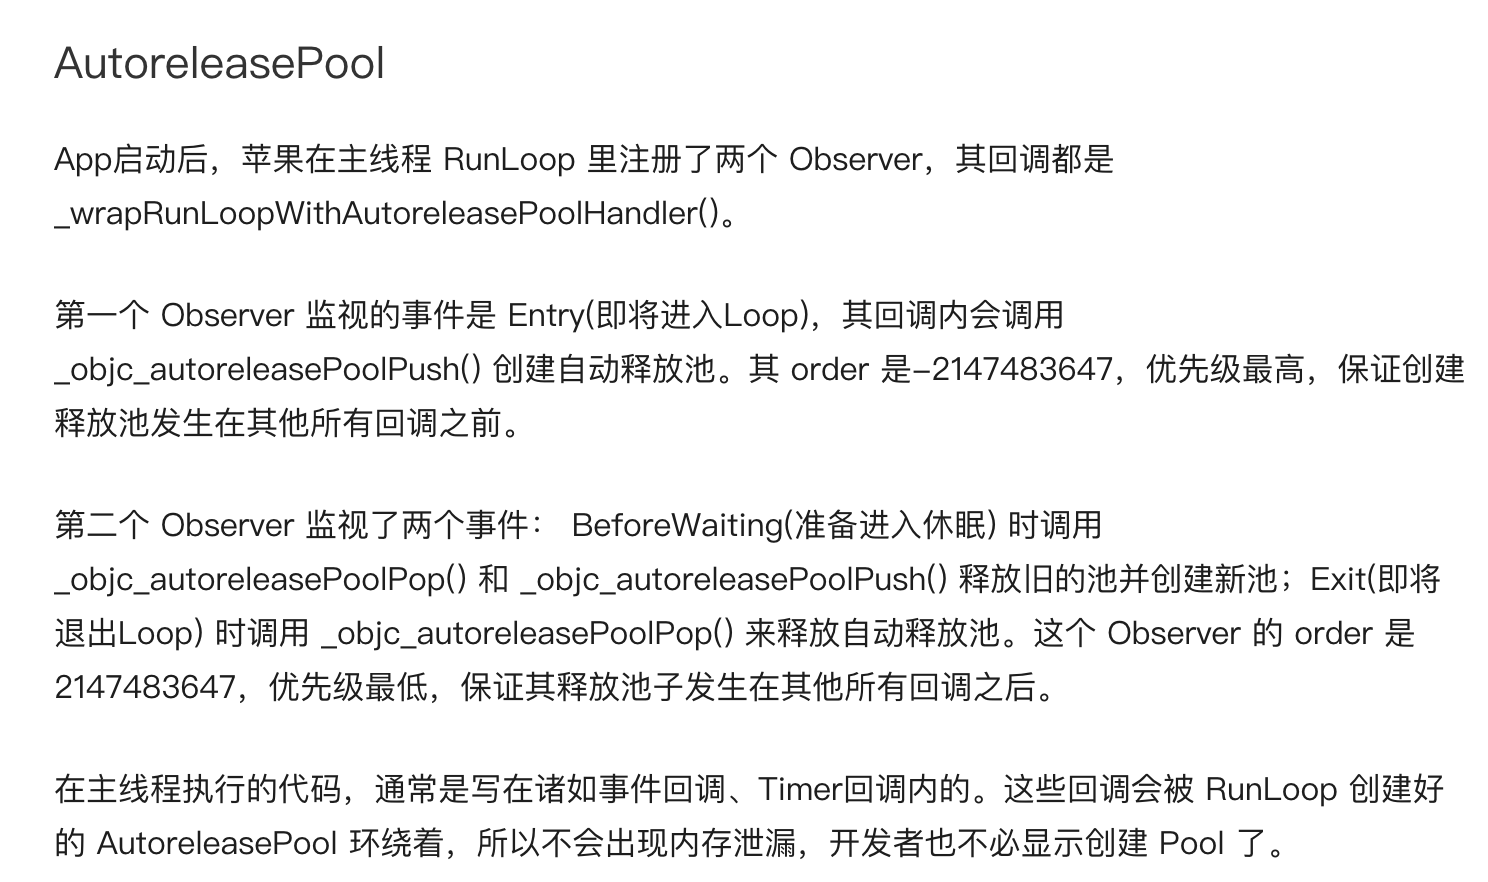 AutoreleasePool
App启动后，苹果在主线程 RunLoop 里注册了两个 Observer，其回调都是
_wrapRunLoopWithAutoreleasePoolHandler()。
第一个 Observer 监视的事件是 Entry(即将进入Loop)，其回调内会调用
_objc_autoreleasePoolPush() 创建自动释放池。其 order 是-2147483647，优先级最高，保证创建
释放池发生在其他所有回调之前。
第二个 Observer 监视了两个事件： BeforeWaiting(准备进入休眠) 时调用
_objc_autoreleasePoolPop() 和 _objc_autoreleasePoolPush() 释放旧的池并创建新池；Exit(即将
退出Loop) 时调用 _objc_autoreleasePoolPop() 来释放自动释放池。这个 Observer 的 order 是
2147483647，优先级最低，保证其释放池子发生在其他所有回调之后。
在主线程执行的代码，通常是写在诸如事件回调、Timer回调内的。这些回调会被 RunLoop 创建好
的 AutoreleasePool 环绕着，所以不会出现内存泄漏，开发者也不必显示创建 Pool 了。